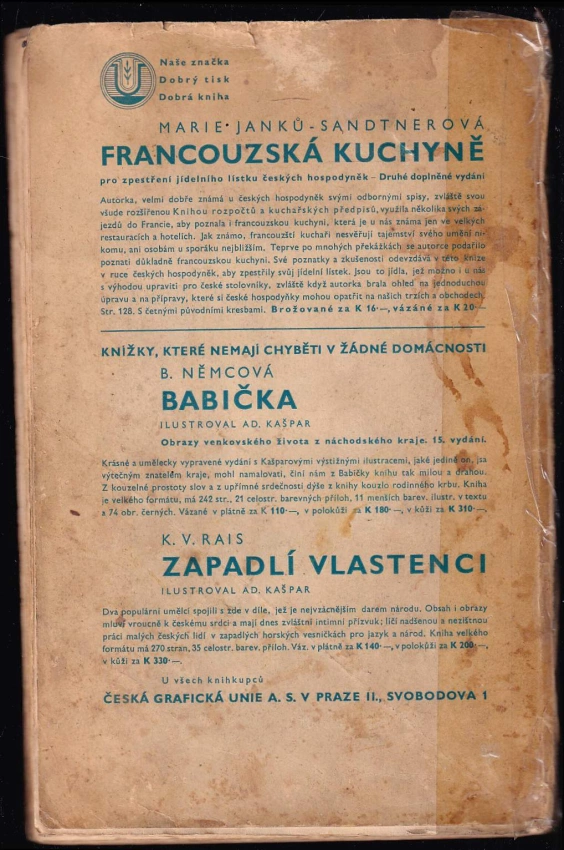 Naše značka
Dobrý tisk
Dobrá kniha
MARIE JANKŮ-SANDTNEROVÁ
FRANCOUZSKÁ KUCHYNĚ
pro zpestření jídelního lístku českých hospodyněk – Druhé doplněné vydání
Autorka, velmi dobře známá u českých hospodyněk svými odbornými spisy, zvláště svou
všude rozšířenou Knihou rozpočtů a kuchařských předpisů, využila několika svých zá-
jezdů do Francie, aby poznala i francouzskou kuchyni, která je u nás známa jen ve velkých
restauracích a hotelích. Jak známo, francouzští kuchaři nesvěřují tajemství svého umění ni-
komu, ani osobám u sporáku nejbližším. Teprve po mnohých překážkách se autorce podařilo
poznati důkladně francouzskou kuchyni. Své poznatky a zkušenosti odevzdává v této knize
v ruce českých hospodyněk, aby zpestřily svůj jídelní lístek. Jsou to jídla, jež možno i u nás
s výhodou upraviti pro české stolovníky, zvláště když autorka brala ohled na jednoduchou
úpravu a na přípravy, které si české hospodyňky mohou opatřit na našich trzích a obchodech.
Str. 128. S četnými původními kresbami. Brožované za K 16·—, vázáné za K 20·—
KNÍŽKY, KTERÉ NEMAJÍ CHYBĚTI V ŽÁDNÉ DOMÁCNOSTI
B. NĚMCOVÁ
BABIČKA
ILUSTROVAL AD. KAŠPAR
Obrazy venkovského života z náchodského kraje. 15. vydání.
Krásné a umělecky vypravené vydání s Kašparovými výstižnými ilustracemi, jaké jedině on, jsa
výtečným znatelem kraje, mohl namalovati, činí nám z Babičky knihu tak milou a drahou.
Z kouzelné prostoty slov a z upřímné srdečnosti dýše z knihy kouzlo rodinného krbu. Kniha
je velkého formátu, má 242 str., 21 celostr. barevných příloh, 11 menších barev. ilustr. v textu
a 74 obr. černých. Vázané v plátně za K 110·—, v polokůži za K 180·—, v kůži za K 310·—.
K. V. RAIS
ZAPADLÍ VLASTENCI
ILUSTROVAL AD. KAŠPAR
Dva populární umělci spojili s zde v díle, jež je nejvzácnějším darem národu. Obsah i obrazy
mluví vroucně k českému srdci a mají dnes zvláštní intimní přízvuk; líčí nadšenou a nezištnou
práci malých českých lidí v zapadlých horských vesničkách pro jazyk a národ. Kniha velkého
formátu má 270 stran, 35 celostr. barev. příloh. Váz. v plátně za K 140·—, v polokůži za K 200·—,
v kůži za K 330·—.
U všech knihkupců
ČESKÁ GRAFICKÁ UNIE A. S. V PRAZE II., SVOBODOVA 1